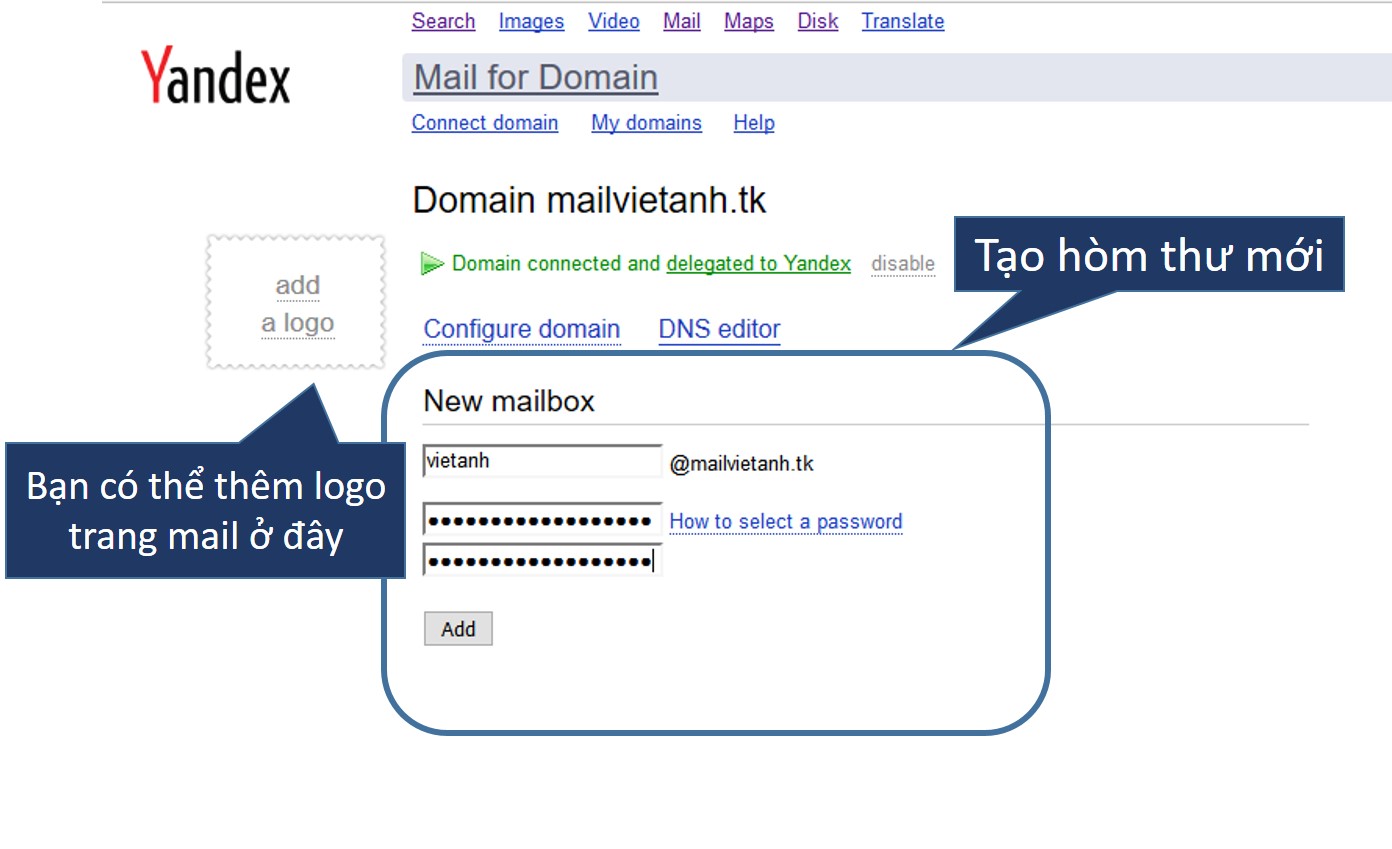 Search Images Video Mail Maps Disk Translate
Yandex
Mail for Domain
Connect domain My domains Help
Domain mailvietanh.tk
Domain connected and delegated to Yandex disable
Tạo hòm thư mới
add
a logo
Configure domain DNS editor
New mailbox
Bạn có thể thêm logo
trang mail ở đây
vietanh @mailvietanh.tk
How to select a password
Add